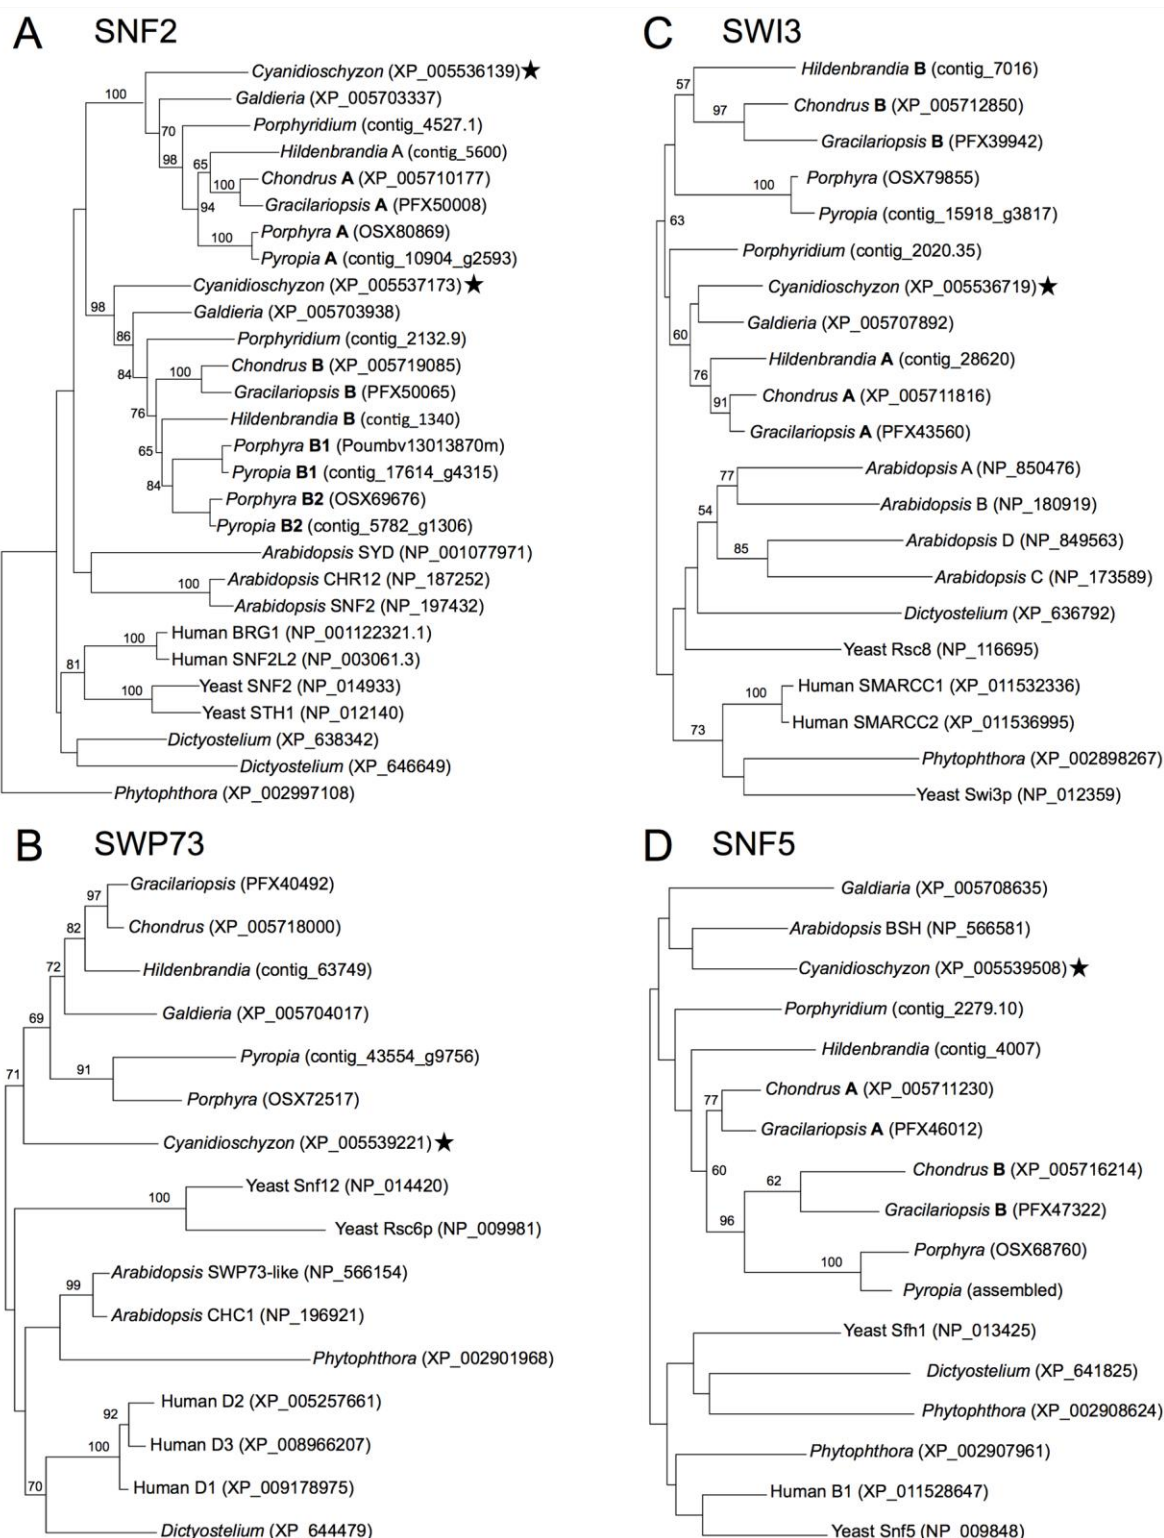 A SNF2
Cyanidioschyzon (XP_005536139)★
100
Galdieria (XP_005703337)
70
Porphyridium (contig_4527.1)
98
Hildenbrandia A (contig_5600)
65
Chondrus A (XP_005710177)
100
Gracilariopsis A (PFX50008)
94
Porphyra A (OSX80869)
100
Pyropia A (contig_10904_g2593)
Cyanidioschyzon (XP_005537173)★
98
Galdieria (XP_005703938)
86
Porphyridium (contig_2132.9)
84
Chondrus B (XP_005719085)
100
Gracilariopsis B (PFX50065)
76
Hildenbrandia B (contig_1340)
65
Porphyra B1 (Poumbv13013870m)
Pyropia B1 (contig_17614_g4315)
84
Porphyra B2 (OSX69676)
Pyropia B2 (contig_5782_g1306)
Arabidopsis SYD (NP_001077971)
Arabidopsis CHR12 (NP_187252)
100
Arabidopsis SNF2 (NP_197432)
Human BRG1 (NP_001122321.1)
100
Human SNF2L2 (NP_003061.3)
81
Yeast SNF2 (NP_014933)
100
Yeast STH1 (NP_012140)
Dictyostelium (XP_638342)
Dictyostelium (XP_646649)
Phytophthora (XP_002997108)
B SWP73
Gracilariopsis (PFX40492)
97
Chondrus (XP_005718000)
82
Hildenbrandia (contig_63749)
72
Galdieria (XP_005704017)
69
Pyropia (contig_43554_g9756)
91
Porphyra (OSX72517)
71
Cyanidioschyzon (XP_005539221)★
Yeast Snf12 (NP_014420)
100
Yeast Rsc6p (NP_009981)
Arabidopsis SWP73-like (NP_566154)
99
Arabidopsis CHC1 (NP_196921)
Phytophthora (XP_002901968)
Human D2 (XP_005257661)
92
Human D3 (XP_008966207)
100
Human D1 (XP_009178975)
70
Dictyostelium (XP_644479)
C SWI3
Hildenbrandia B (contig_7016)
57
Chondrus B (XP_005712850)
97
Gracilariopsis B (PFX39942)
Porphyra (OSX79855)
100
Pyropia (contig_15918_g3817)
63
Porphyridium (contig_2020.35)
Cyanidioschyzon (XP_005536719)★
Galdieria (XP_005707892)
60
Hildenbrandia A (contig_28620)
76
Chondrus A (XP_005711816)
91
Gracilariopsis A (PFX43560)
Arabidopsis A (NP_850476)
77
Arabidopsis B (NP_180919)
54
Arabidopsis D (NP_849563)
85
Arabidopsis C (NP_173589)
Dictyostelium (XP_636792)
Yeast Rsc8 (NP_116695)
Human SMARCC1 (XP_011532336)
100
Human SMARCC2 (XP_011536995)
73
Phytophthora (XP_002898267)
Yeast Swi3p (NP_012359)
D SNF5
Galdiaria (XP_005708635)
Arabidopsis BSH (NP_566581)
Cyanidioschyzon (XP_005539508)★
Porphyridium (contig_2279.10)
Hildenbrandia (contig_4007)
Chondrus A (XP_005711230)
77
Gracilariopsis A (PFX46012)
60
Chondrus B (XP_005716214)
62
Gracilariopsis B (PFX47322)
96
Porphyra (OSX68760)
100
Pyropia (assembled)
Yeast Sfh1 (NP_013425)
Dictyostelium (XP_641825)
Phytophthora (XP_002908624)
Phytophthora (XP_002907961)
Human B1 (XP_011528647)
Yeast Snf5 (NP_009848)